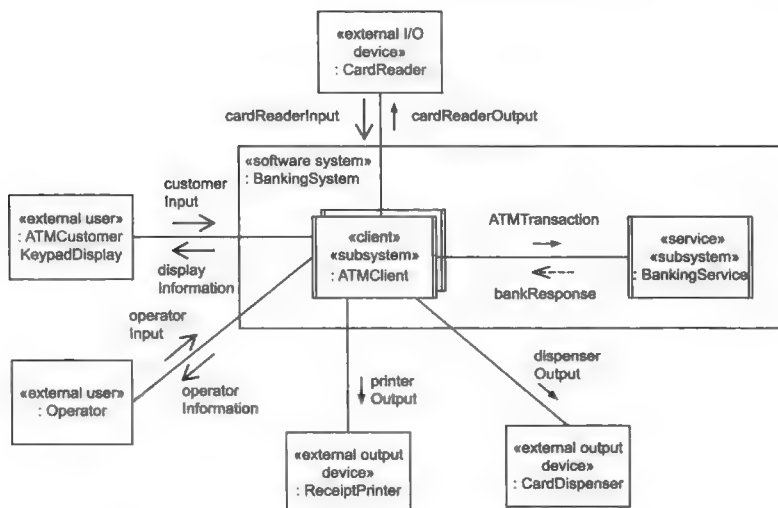 «external I/O
device»
: CardReader
cardReaderInput
cardReaderOutput
«software system»
: BankingSystem
customer
Input
«external user»
: ATMCustomer
KeypadDisplay
display
Information
«client»
«subsystem»
: ATMClient
ATMTransaction
bankResponse
«service»
«subsystem»
: BankingService
operator
Input
«external user»
: Operator
operator
Information
printer
Output
dispenser
Output
«external output
device»
: ReceiptPrinter
«external output
device»
: CardDispenser